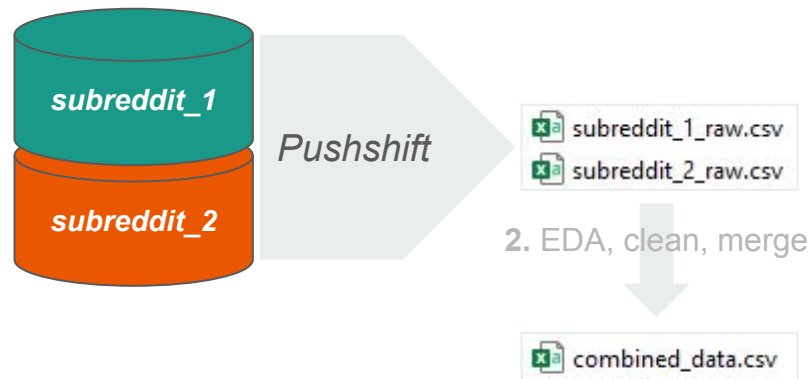 subreddit_1
subreddit_2
Pushshift
subreddit_1_raw.csv
subreddit_2_raw.csv
2. EDA, clean, merge
combined_data.csv